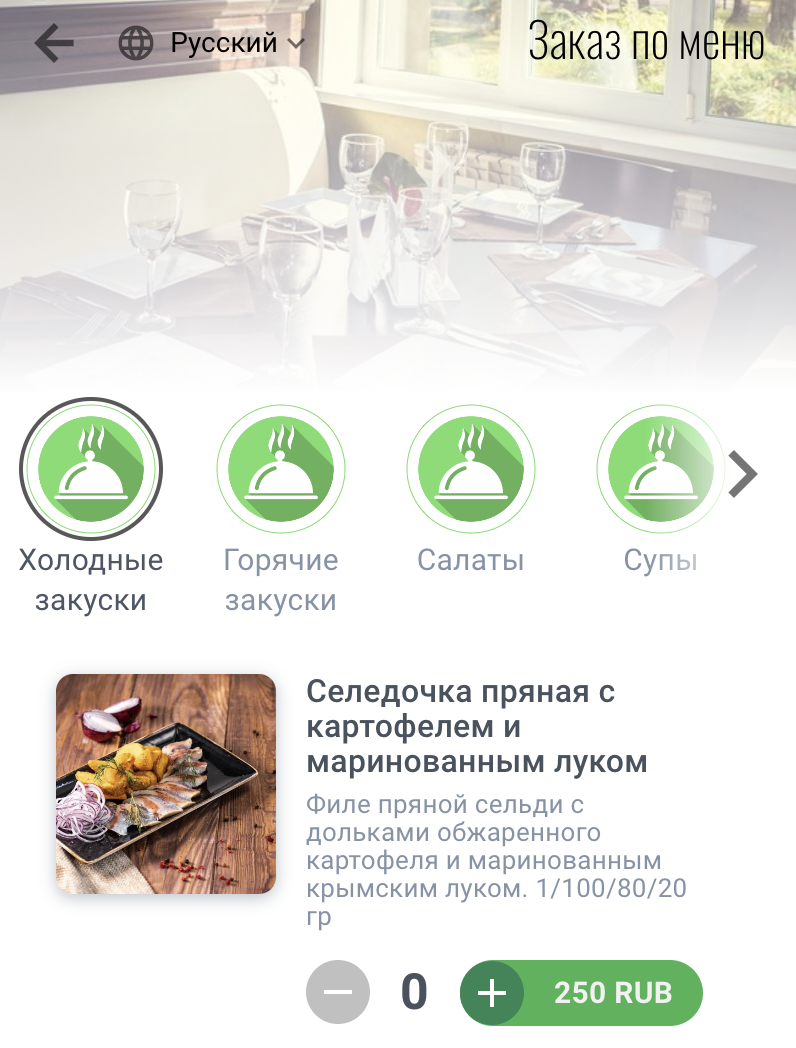 Русский
Заказ по меню
Холодные
закуски
Горячие
закуски
Салаты
Супы
Селедочка пряная с
картофелем и
маринованным луком
Филе пряной сельди с
дольками обжаренного
картофеля и маринованным
крымским луком. 1/100/80/20
гр
0
250 RUB